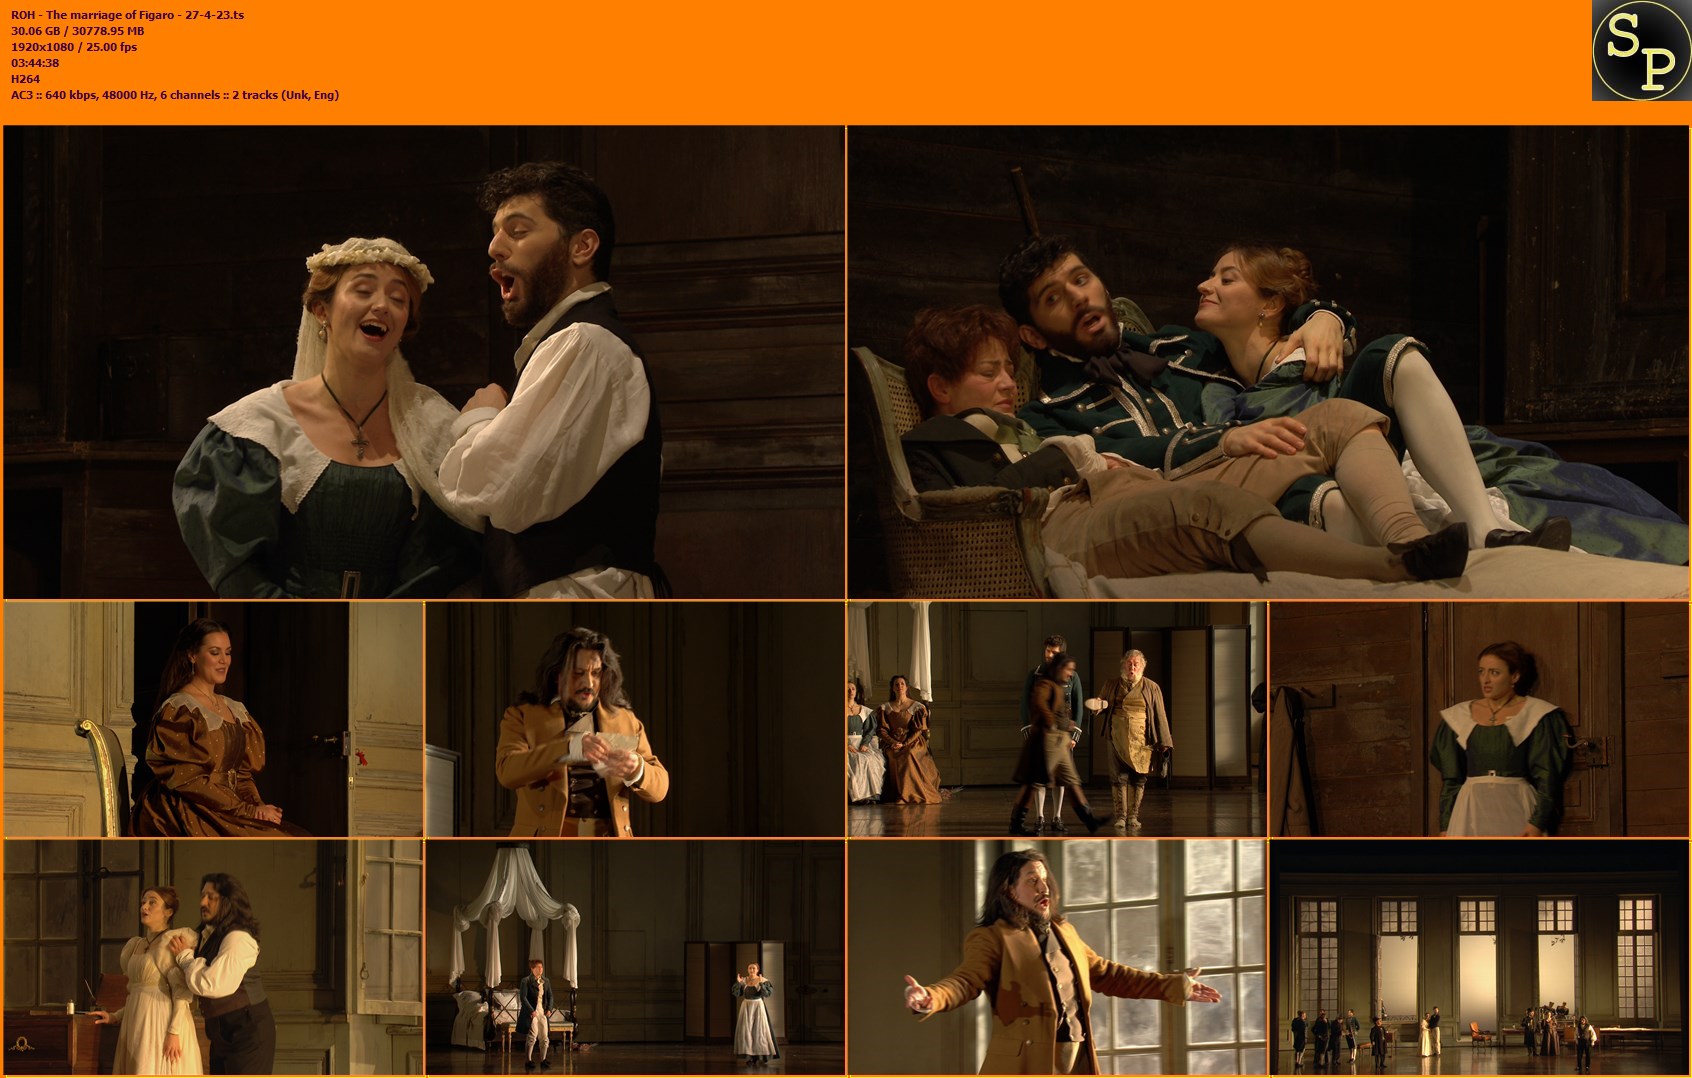 ROH - The marriage of Figaro - 27-4-23.ts
30.06 GB / 30778.95 MB
1920x1080 / 25.00 fps
03:44:38
H264
AC3 :: 640 kbps, 48000 Hz, 6 channels :: 2 tracks (Unk, Eng)
SP